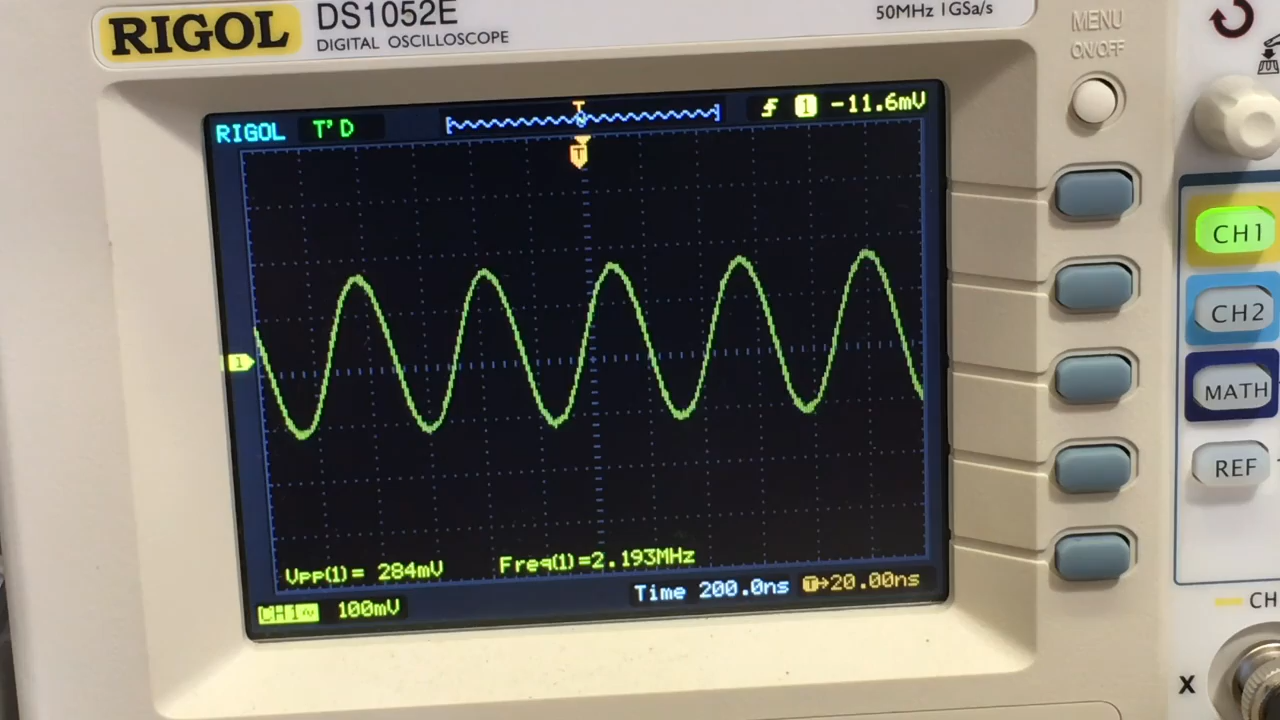 RIGOL DS1052E
DIGITAL OSCILLOSCOPE
50MHz 1GSa/s
MENU
ON/OFF
RIGOL T'D T 1 -11.6mV
T
1
Vpp(1)= 284mV Freq(1)=2.193MHz
Time 200.0ns T→20.00ns
CH1~ 100mV
CH1
CH2
MATH
REF
CH
X